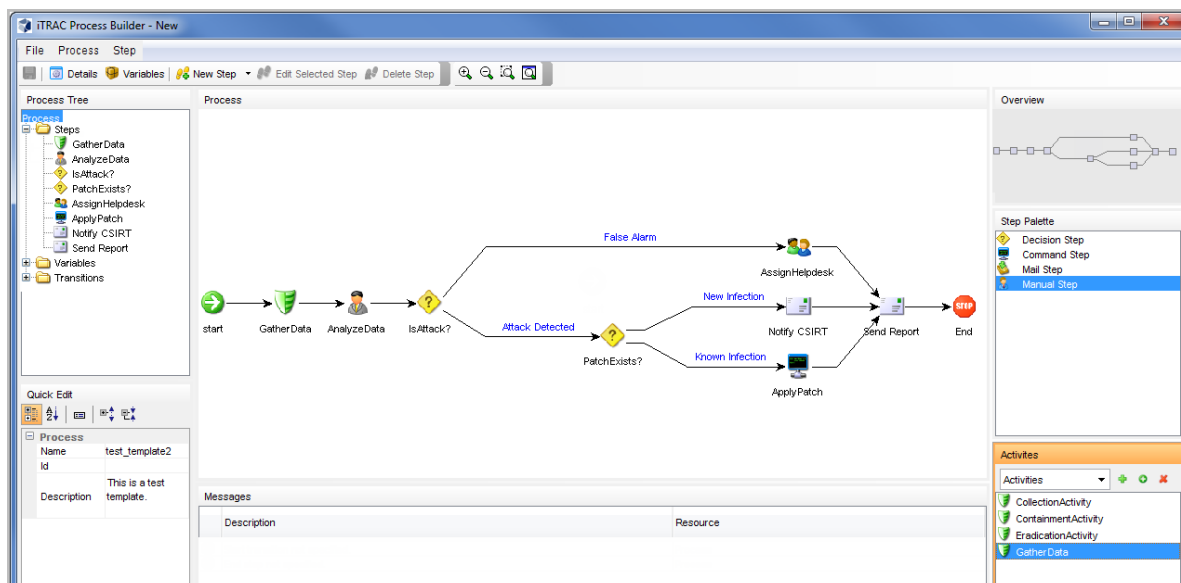 iTRAC Process Builder - New
File Process Step
Details Variables New Step Edit Selected Step Delete Step
Process Tree
Process
Steps
GatherData
AnalyzeData
IsAttack?
PatchExists?
AssignHelpdesk
ApplyPatch
Notify CSIRT
Send Report
Variables
Transitions
Quick Edit
Process
Name test_template2
Id
Description This is a test
template.
Process
False Alarm
AssignHelpdesk
start
GatherData
AnalyzeData
IsAttack?
Attack Detected
PatchExists?
New Infection
Notify CSIRT
Known Infection
ApplyPatch
Send Report
STEP
End
Messages
Description Resource
Overview
Step Palette
Decision Step
Command Step
Mail Step
Manual Step
Activites
Activities
CollectionActivity
ContainmentActivity
EradicationActivity
GatherData